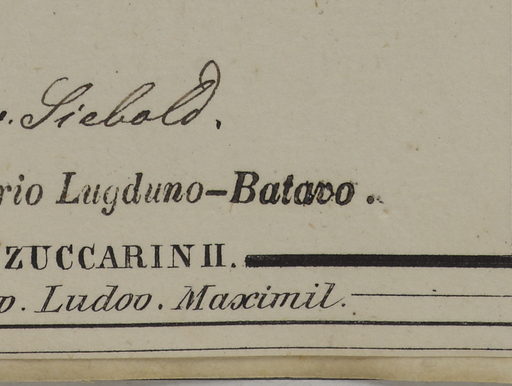 v. Siebold.
rio Lugduno-Batavo.
ZUCCARINII.
p. Ludov. Maximil.